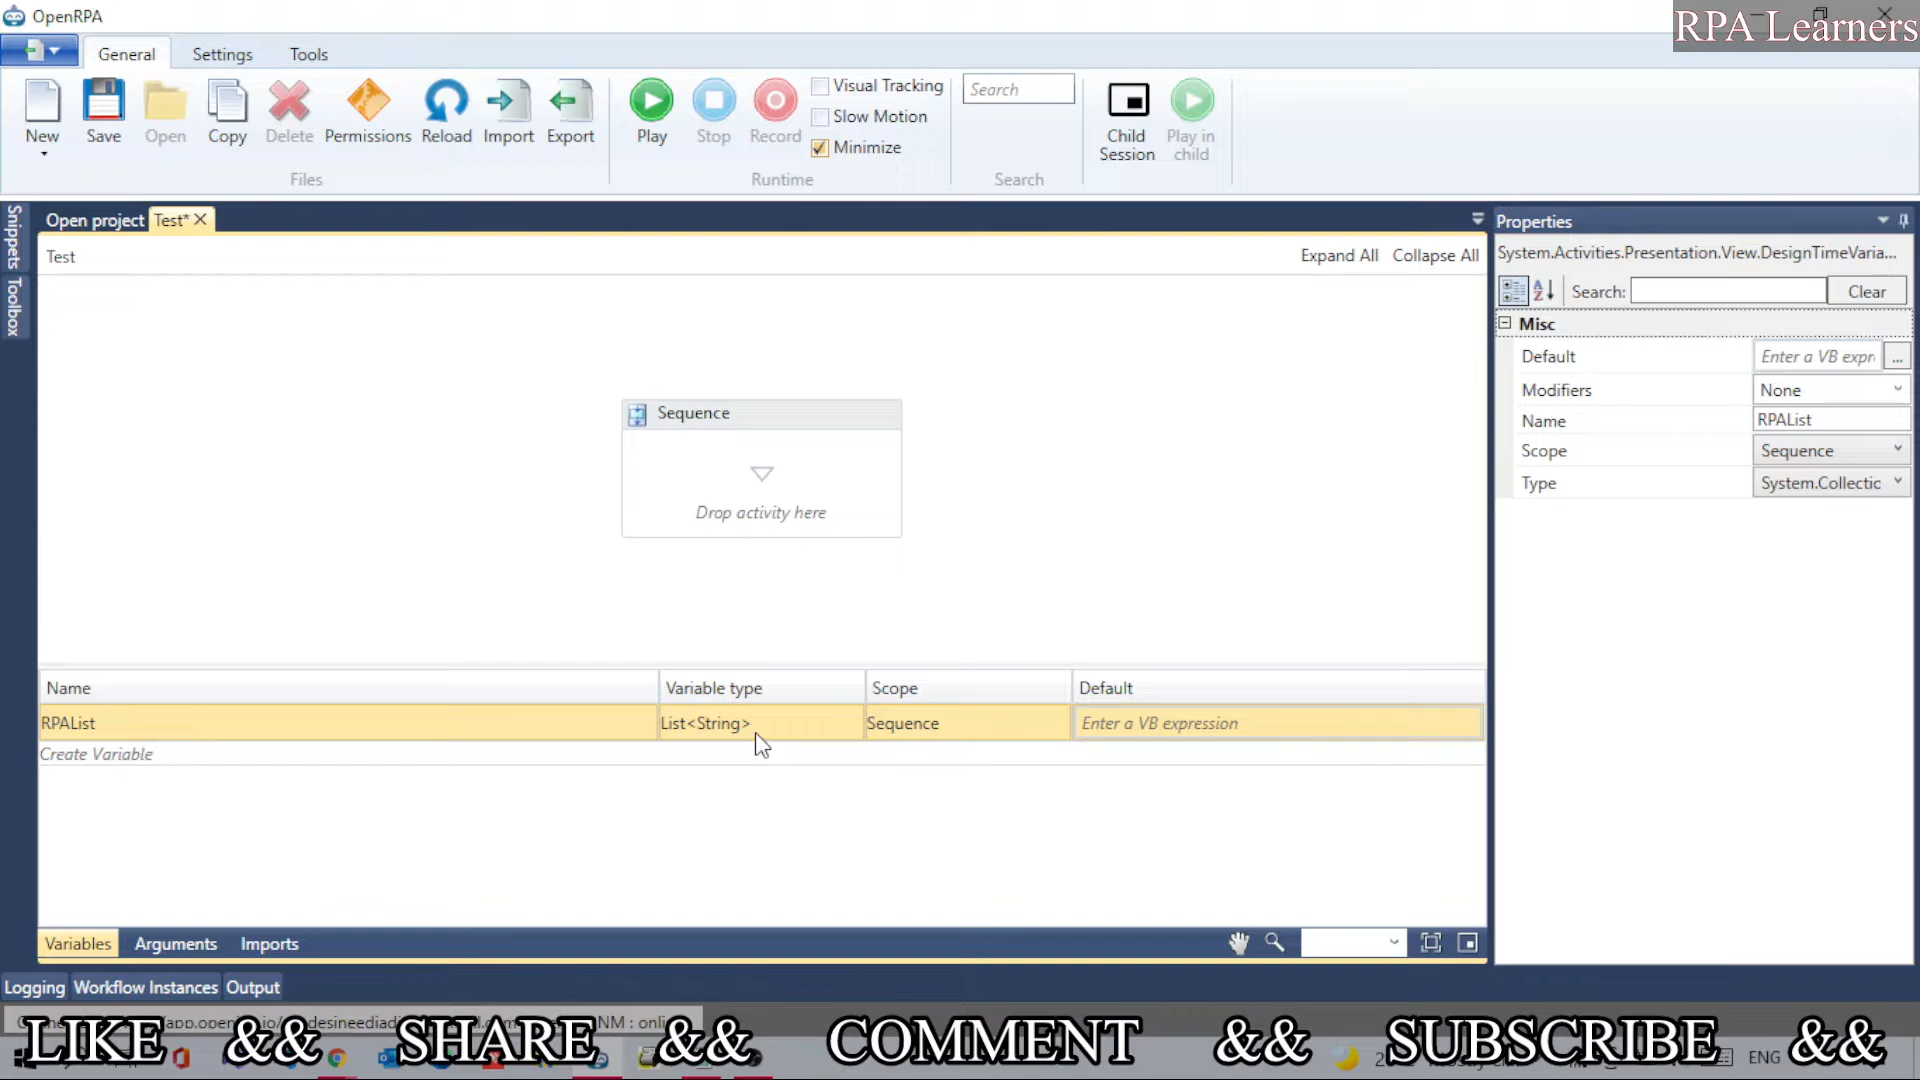 OpenRPA
RPA Learners
General
Settings
Tools
New
Save
Open
Copy
Delete
Permissions
Reload
Import
Export
Play
Stop
Record
Visual Tracking
Slow Motion
Minimize
Search
Child Session
Play in child
Files
Runtime
Search
Snippets
Toolbox
Open project
Test*
Test
Expand All
Collapse All
Sequence
Drop activity here
Properties
System.Activities.Presentation.View.DesignTimeVaria...
Search:
Clear
Misc
Default
Enter a VB expr
...
Modifiers
None
Name
RPAList
Scope
Sequence
Type
System.Collectic
Name
Variable type
Scope
Default
RPAList
List<String>
Sequence
Enter a VB expression
Create Variable
Variables
Arguments
Imports
Logging
Workflow Instances
Output
LIKE && SHARE && COMMENT && SUBSCRIBE &&
ENG